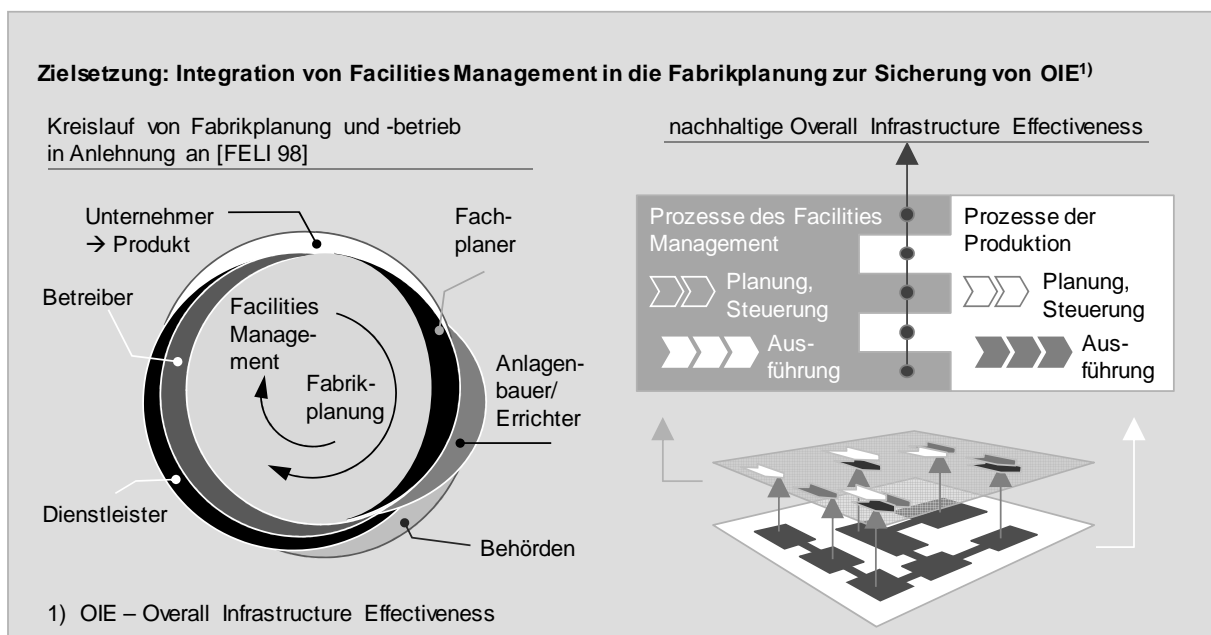 Zielsetzung: Integration von Facilities Management in die Fabrikplanung zur Sicherung von OIE1)
Kreislauf von Fabrikplanung und -betrieb
in Anlehnung an [FELI 98]
Unternehmer
→ Produkt
Fach-
planer
Betreiber
Facilities
Manage-
ment
Fabrik-
planung
Anlagen-
bauer/
Errichter
Dienstleister
Behörden
1) OIE – Overall Infrastructure Effectiveness
nachhaltige Overall Infrastructure Effectiveness
Prozesse des Facilities
Management
Planung,
Steuerung
Aus-
führung
Prozesse der
Produktion
Planung,
Steuerung
Aus-
führung